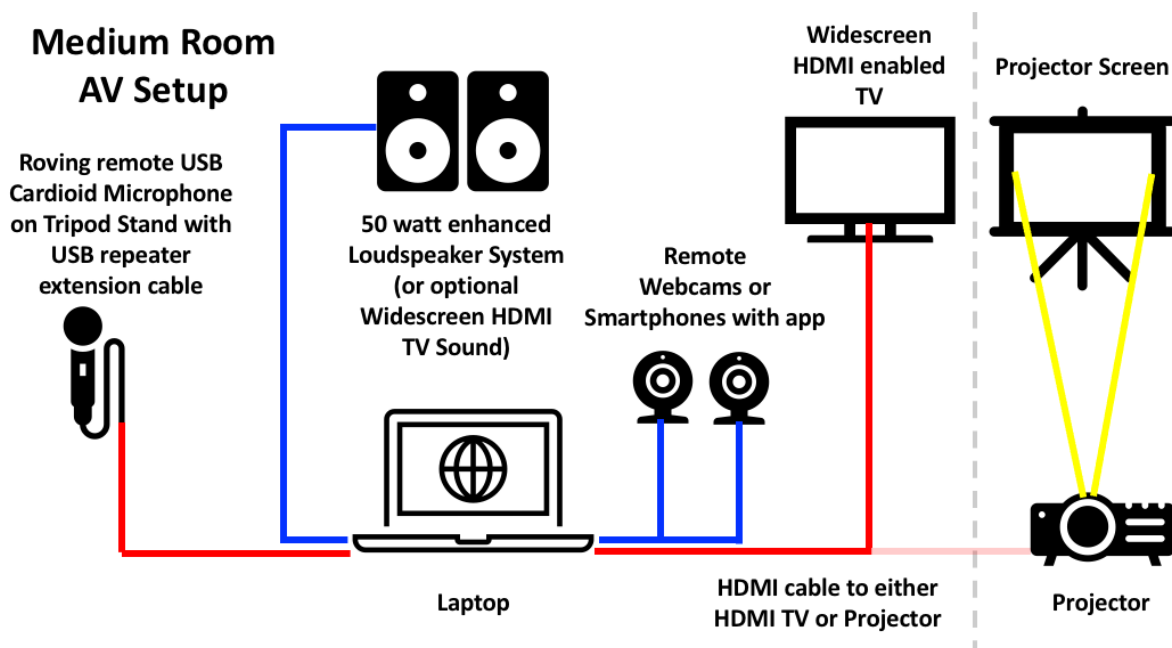 Medium Room
AV Setup
Roving remote USB
Cardioid Microphone
on Tripod Stand with
USB repeater
extension cable
50 watt enhanced
Loudspeaker System
(or optional
Widescreen HDMI
TV Sound)
Remote
Webcams or
Smartphones with app
Widescreen
HDMI enabled
TV
Projector Screen
Laptop
HDMI cable to either
HDMI TV or Projector
Projector